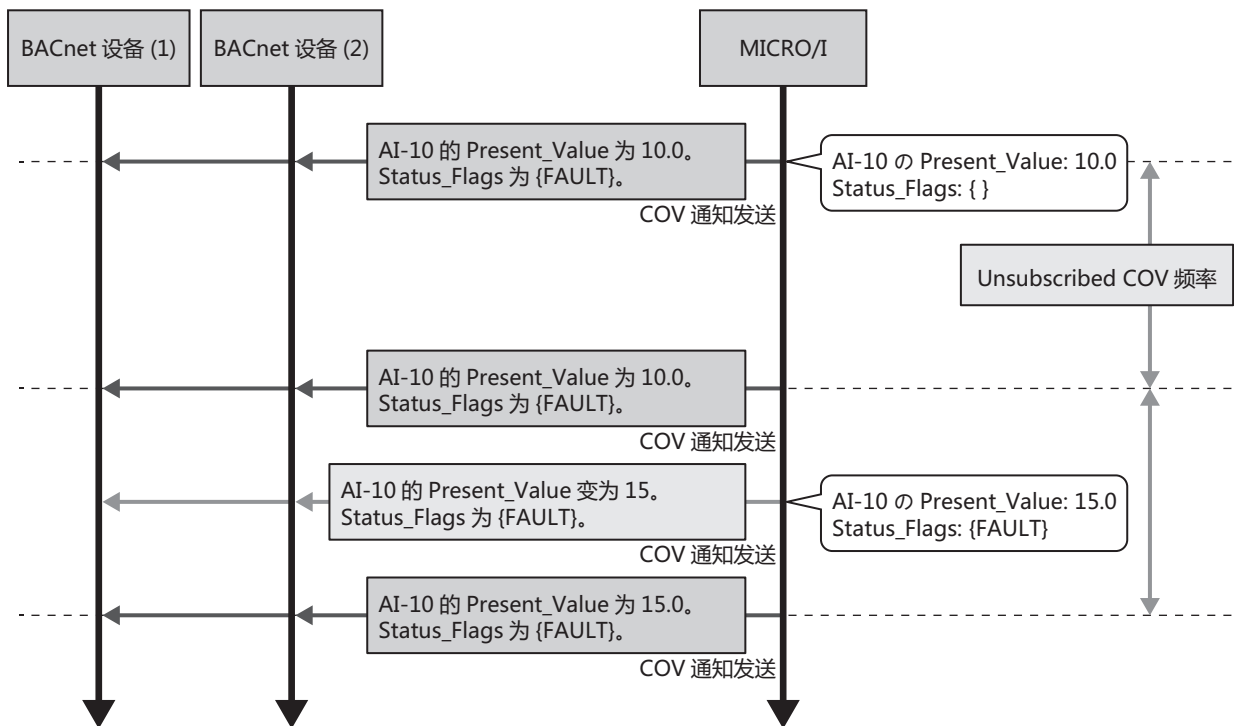 BACnet 设备 (1)
BACnet 设备 (2)
MICRO/I
AI-10 的 Present_Value 为 10.0。
Status_Flags 为 {FAULT}。
COV 通知发送
AI-10 の Present_Value: 10.0
Status_Flags: { }
Unsubscribed COV 频率
AI-10 的 Present_Value 为 10.0。
Status_Flags 为 {FAULT}。
COV 通知发送
AI-10 的 Present_Value 变为 15。
Status_Flags 为 {FAULT}。
COV 通知发送
AI-10 の Present_Value: 15.0
Status_Flags: {FAULT}
AI-10 的 Present_Value 为 15.0。
Status_Flags 为 {FAULT}。
COV 通知发送